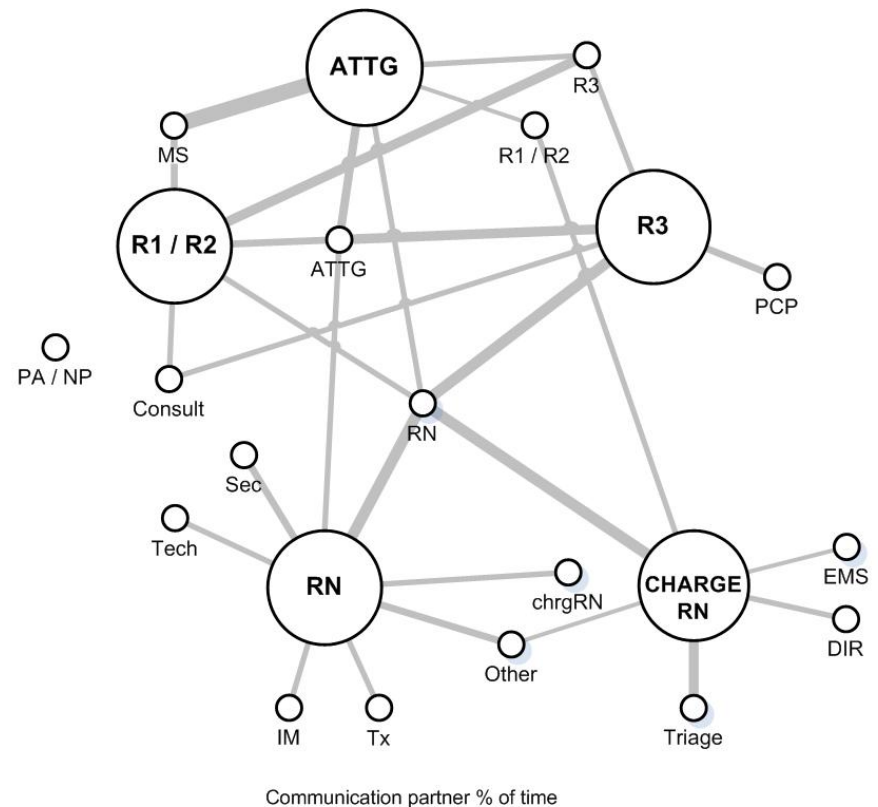 ATTG
R3
MS
R1 / R2
R3
R1 / R2
ATTG
PCP
PA / NP
Consult
RN
Sec
Tech
RN
chrgRN
CHARGE
RN
EMS
DIR
Other
IM
Tx
Triage
Communication partner % of time